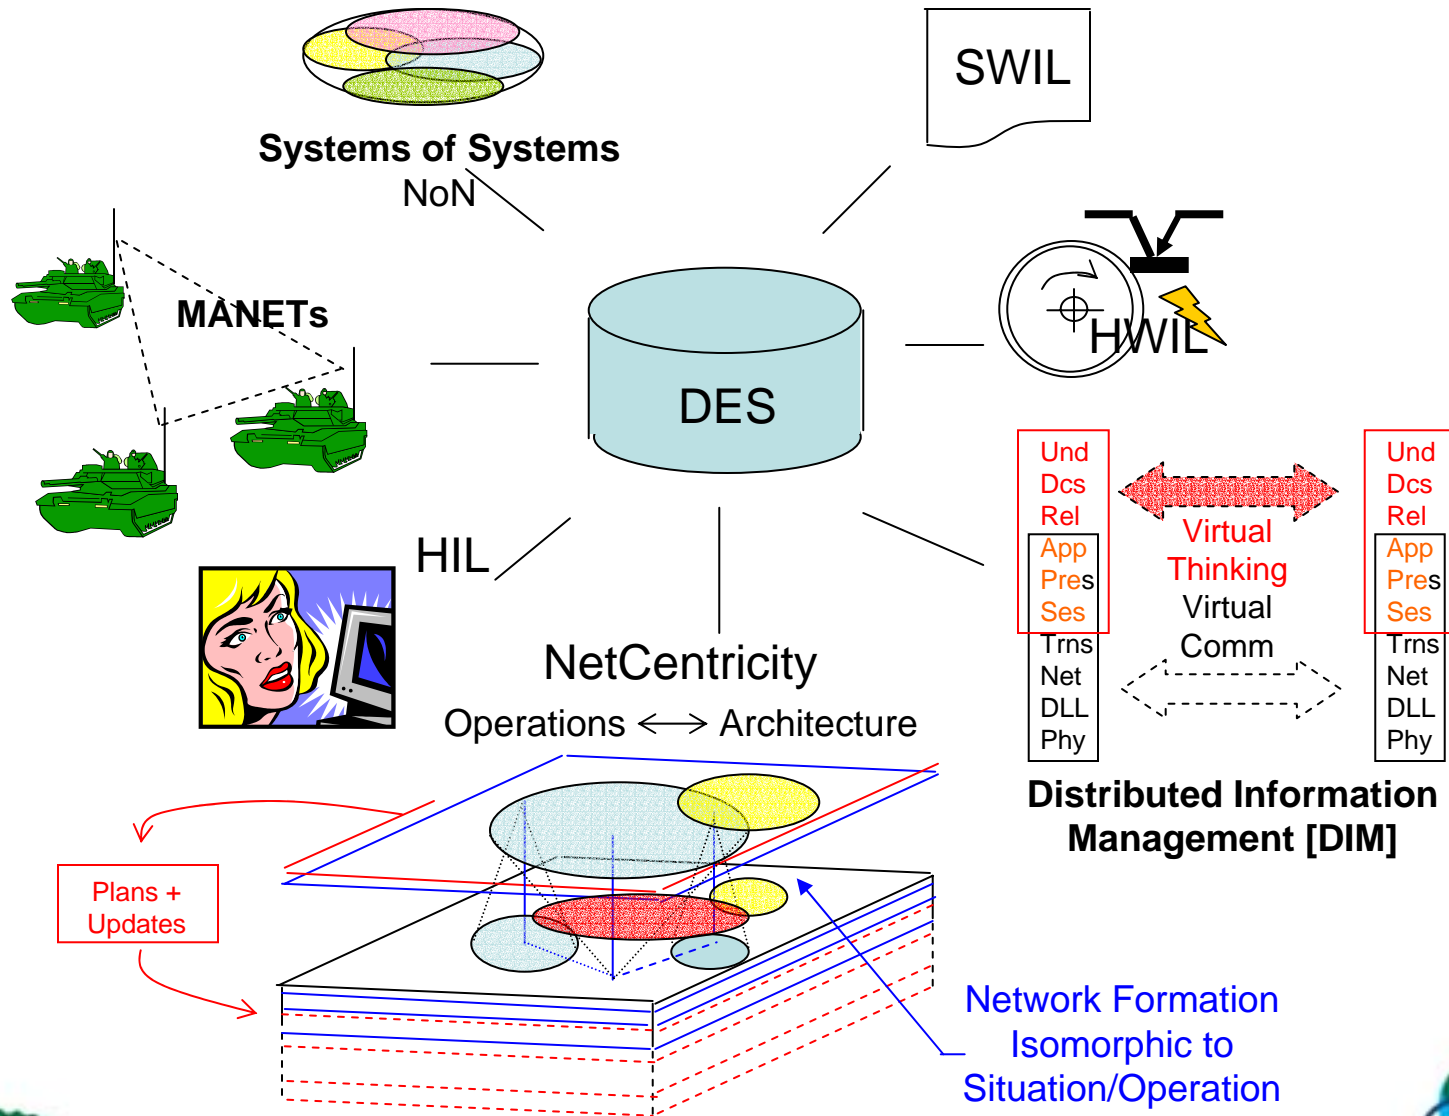 SWIL
Systems of Systems
NoN
MANETs
HWIL
DES
HIL
Und
Dcs
Rel
App
Pres
Ses
Trns
Net
DLL
Phy
Virtual
Thinking
Virtual
Comm
Und
Dcs
Rel
App
Pres
Ses
Trns
Net
DLL
Phy
Distributed Information
Management [DIM]
NetCentricity
Operations Architecture
Plans +
Updates
Network Formation
Isomorphic to
Situation/Operation